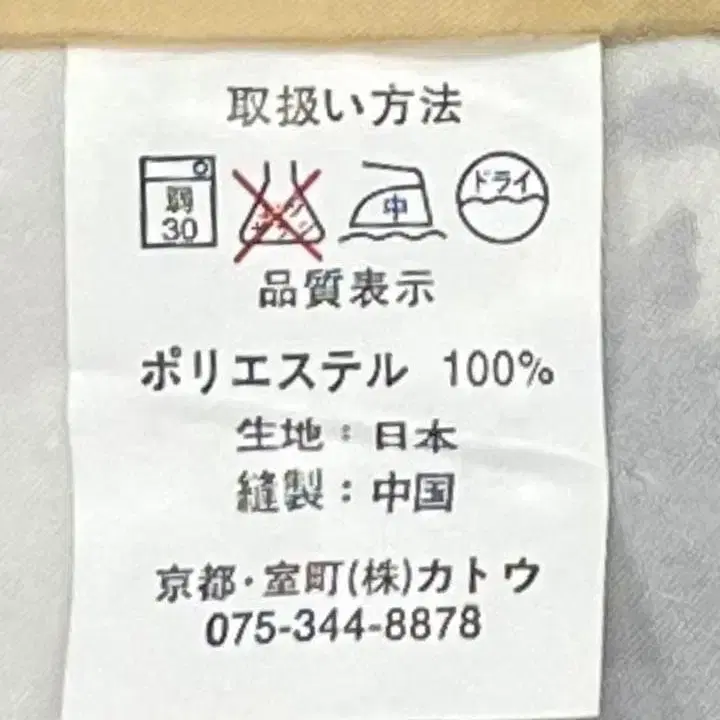 取扱い方法
弱 30 中 ドライ
品質表示
ポリエステル 100%
生地：日本
縫製：中国
京都・室町(株)カトウ
075-344-8878